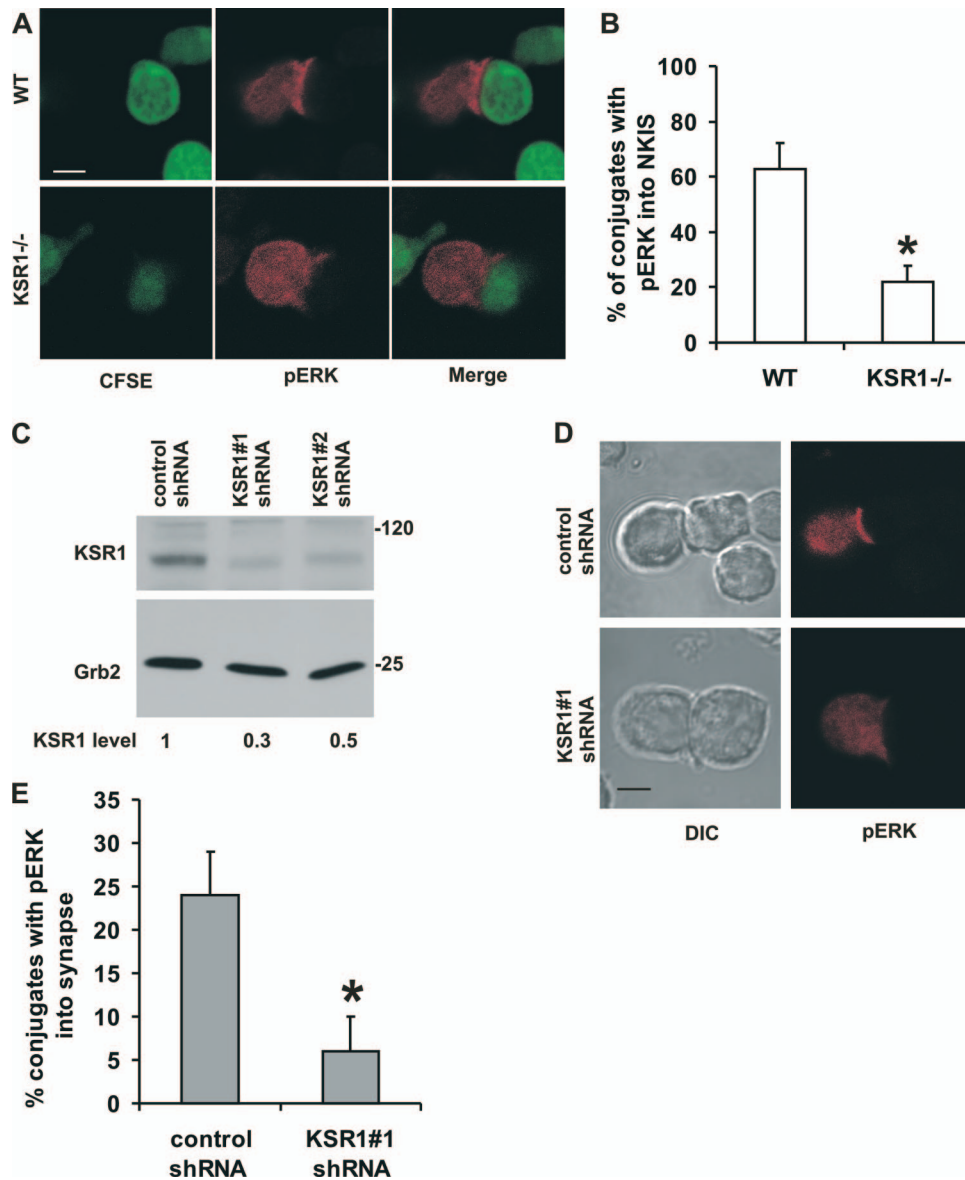 A
WT
KSR1-/-
CFSE
pERK
Merge
B
% of conjugates with
pERK into NKIS
100
80
60
40
20
0
*
WT
KSR1-/-
C
control
shRNA
KSR1#1
shRNA
KSR1#2
shRNA
KSR1
-120
Grb2
-25
KSR1 level
1
0.3
0.5
D
control
shRNA
KSR1#1
shRNA
DIC
pERK
E
% conjugates with pERK
into synapse
35
30
25
20
15
10
5
0
*
control
shRNA
KSR1#1
shRNA